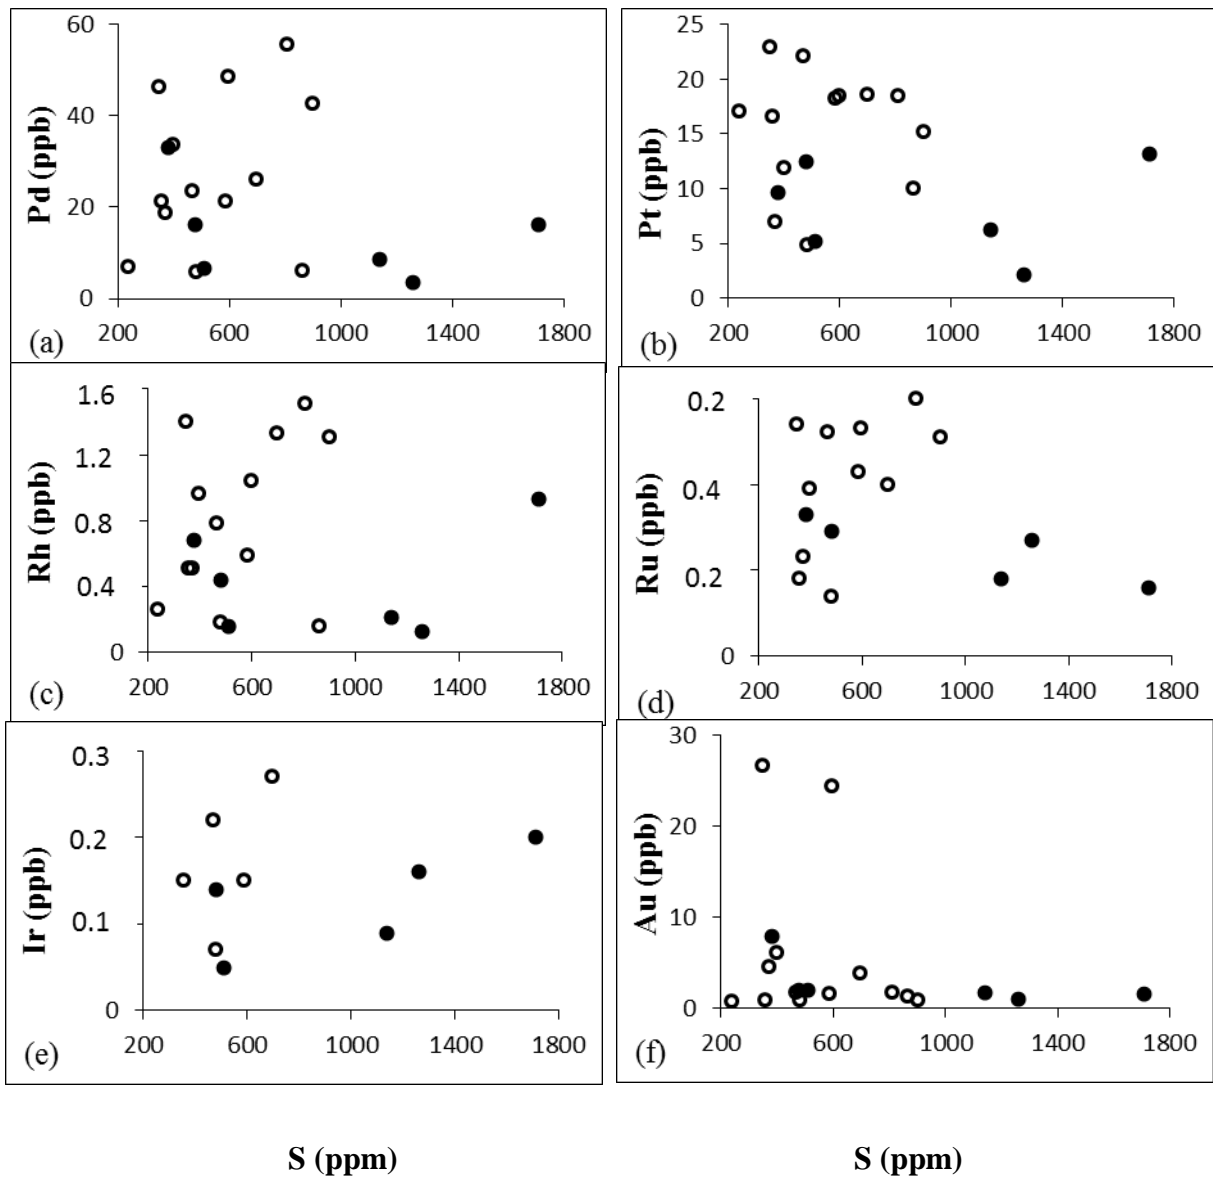 60
40
20
0
200 600 1000 1400 1800
Pd (ppb)
(a)
25
20
15
10
5
0
200 600 1000 1400 1800
Pt (ppb)
(b)
1.6
1.2
0.8
0.4
0
200 600 1000 1400 1800
Rh (ppb)
(c)
0.2
0.4
0.2
0
200 600 1000 1400 1800
Ru (ppb)
(d)
0.3
0.2
0.1
0
200 600 1000 1400 1800
Ir (ppb)
(e)
30
20
10
0
200 600 1000 1400 1800
Au (ppb)
(f)
S (ppm) S (ppm)